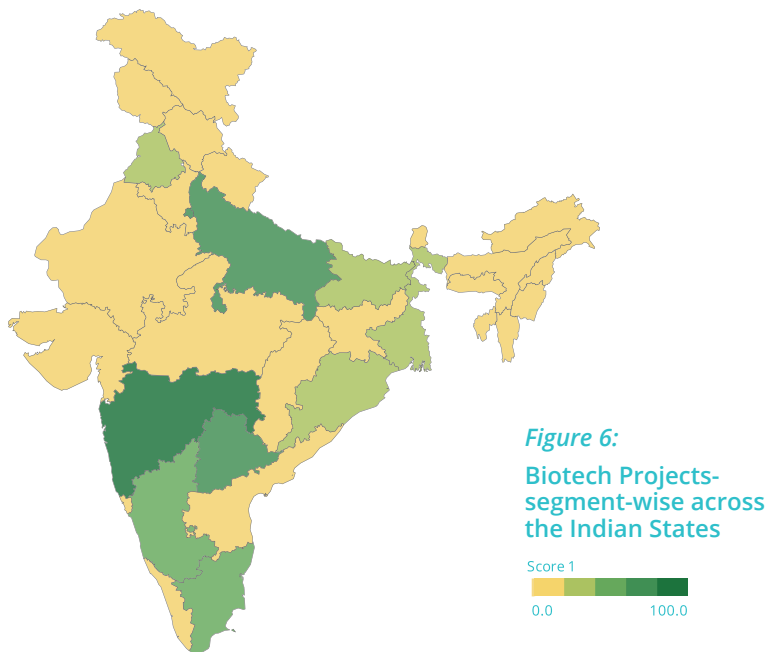 Figure 6:
Biotech Projects-
segment-wise across
the Indian States
Score 1
0.0 100.0